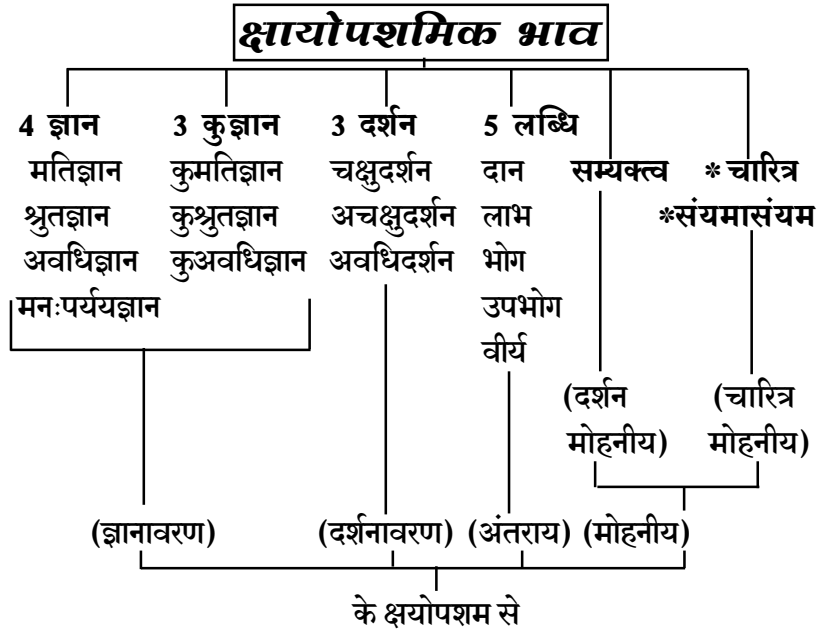 क्षायोपशमिक भाव
4 ज्ञान 3 कुज्ञान 3 दर्शन 5 लब्धि
मतिज्ञान कुमतिज्ञान चक्षुदर्शन दान सम्यक्त्व * चारित्र
श्रुतज्ञान कुश्रुतज्ञान अचक्षुदर्शन लाभ *संयमासंयम
अवधिज्ञान कुअवधिज्ञान अवधिदर्शन भोग
मनःपर्ययज्ञान उपभोग
वीर्य
(दर्शन (चारित्र
मोहनीय) मोहनीय)
(ज्ञानावरण) (दर्शनावरण) (अंतराय) (मोहनीय)
के क्षयोपशम से